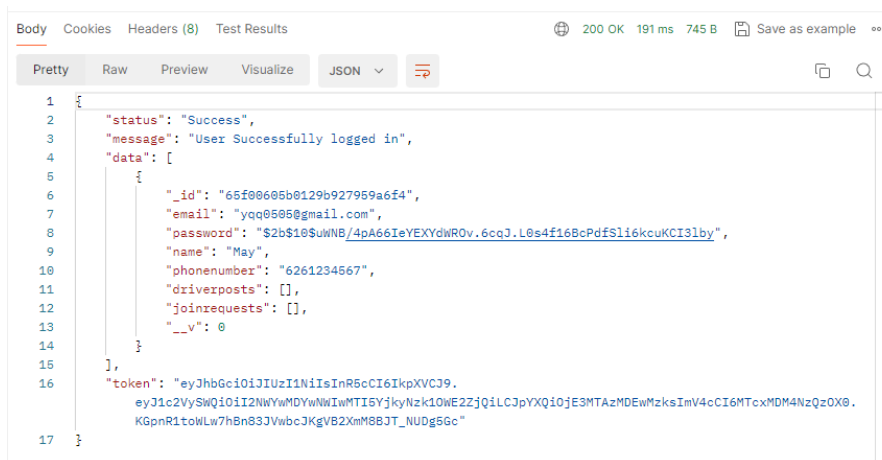 Body Cookies Headers (8) Test Results 200 OK 191 ms 745 B Save as example
Pretty Raw Preview Visualize JSON
1 {
2 "status": "Success",
3 "message": "User Successfully logged in",
4 "data": [
5 {
6 "_id": "65f00605b0129b927959a6f4",
7 "email": "yqq0505@gmail.com",
8 "password": "$2b$10$uWNB/4pA66IeYEXYdWROv.6cqJ.L0s4f16BcPdfSli6kcuKCI3lby",
9 "name": "May",
10 "phonenumber": "6261234567",
11 "driverposts": [],
12 "joinrequests": [],
13 "__v": 0
14 }
15 ],
16 "token": "eyJhbGciOiJIUzI1NiIsInR5cCI6IkpXVCJ9.
eyJ1c2VySWQiOiI2NWYwMDYwNWIwMTI5YjkyNzk1OWE2ZjQiLCJpYXQiOjE3MTAzMDEwMzksImV4cCI6MTcxMDM4NzQzOX0.
KGpnR1toWLw7hBn83JVwbcJKgVB2XmM8BJT_NUDg5Gc"
17 }